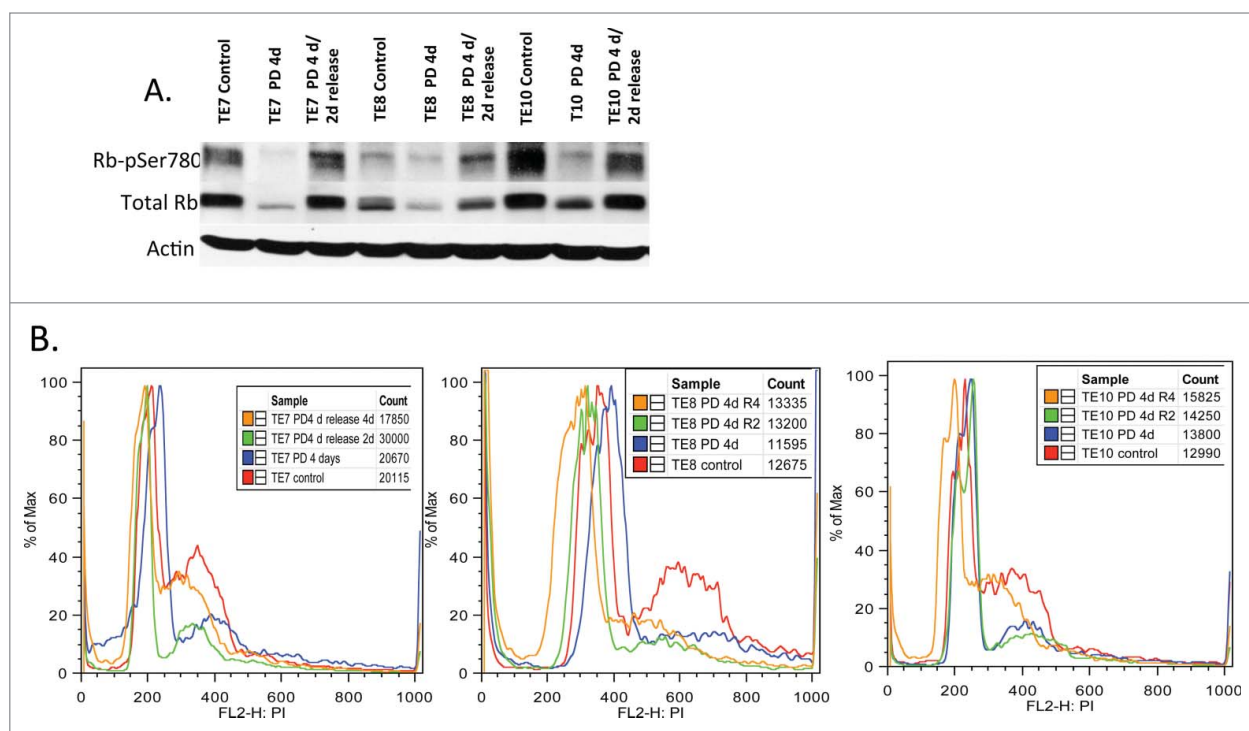 A.
TE7 Control
TE7 PD 4d
TE7 PD 4 d/
2d release
TE8 Control
TE8 PD 4d
TE8 PD 4 d/
2d release
TE10 Control
T10 PD 4d
TE10 PD 4 d/
2d release
Rb-pSer780
Total Rb
Actin
B.
% of Max
100
80
60
40
20
0
0
200
400
600
800
1000
FL2-H: PI
Sample Count
TE7 PD4 d release 4d 17850
TE7 PD4 d release 2d 30000
TE7 PD 4 days 20670
TE7 control 20115
% of Max
100
80
60
40
20
0
0
200
400
600
800
1000
FL2-H: PI
Sample Count
TE8 PD 4d R4 13335
TE8 PD 4d R2 13200
TE8 PD 4d 11595
TE8 control 12675
% of Max
100
80
60
40
20
0
0
200
400
600
800
1000
FL2-H: PI
Sample Count
TE10 PD 4d R4 15825
TE10 PD 4d R2 14250
TE10 PD 4d 13800
TE10 control 12990